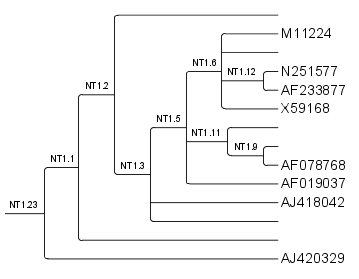 M11224
NT1.6
N251577
NT1.12
NT1.2
AF233877
X59168
NT1.5
NT1.11
NT1.9
NT1.1
NT1.3
AF078768
AF019037
NT1.23
AJ418042
AJ420329